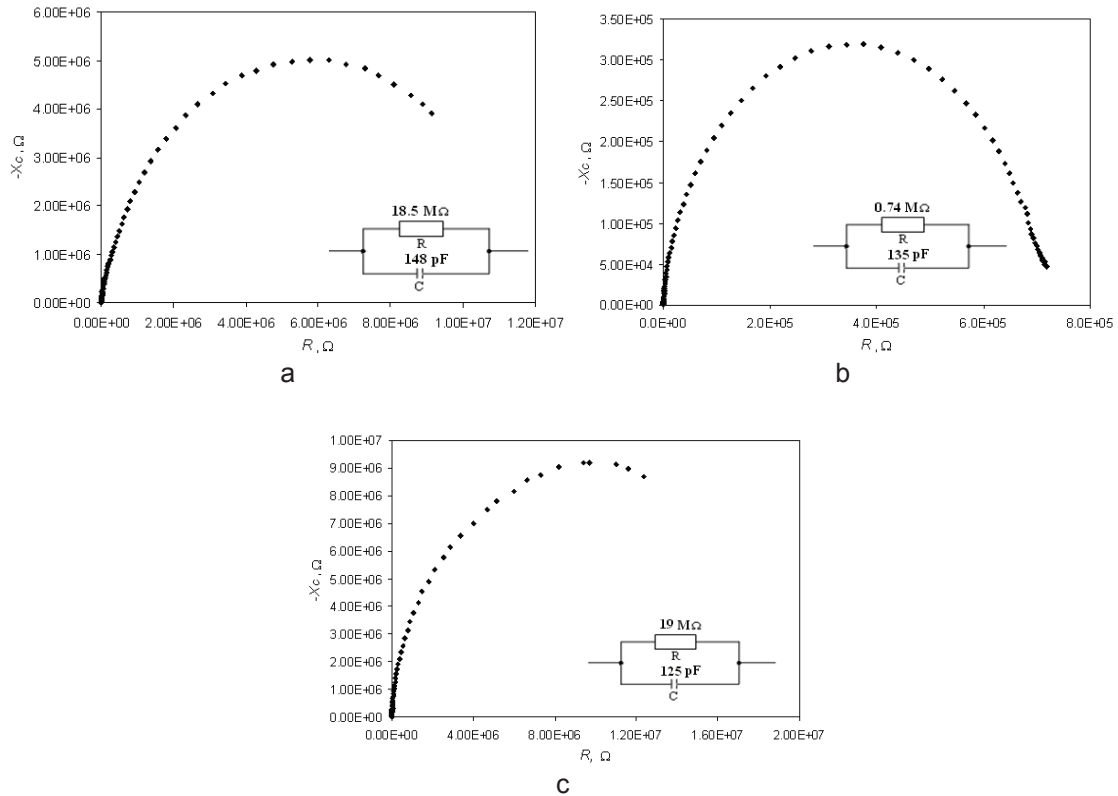 6.00E+06
5.00E+06
4.00E+06
3.00E+06
2.00E+06
1.00E+06
0.00E+00
-Xc, Ω
18.5 MΩ
R
148 pF
C
0.00E+00 2.00E+06 4.00E+06 6.00E+06 8.00E+06 1.00E+07 1.20E+07
R, Ω
a
3.50E+05
3.00E+05
2.50E+05
2.00E+05
1.50E+05
1.00E+05
5.00E+04
0.00E+00
-Xc, Ω
0.74 MΩ
R
135 pF
C
0.00E+00 2.00E+05 4.00E+05 6.00E+05 8.00E+05
R, Ω
b
1.00E+07
9.00E+06
8.00E+06
7.00E+06
6.00E+06
5.00E+06
4.00E+06
3.00E+06
2.00E+06
1.00E+06
0.00E+00
-Xc, Ω
19 MΩ
R
125 pF
C
0.00E+00 4.00E+06 8.00E+06 1.20E+07 1.60E+07 2.00E+07
R, Ω
c